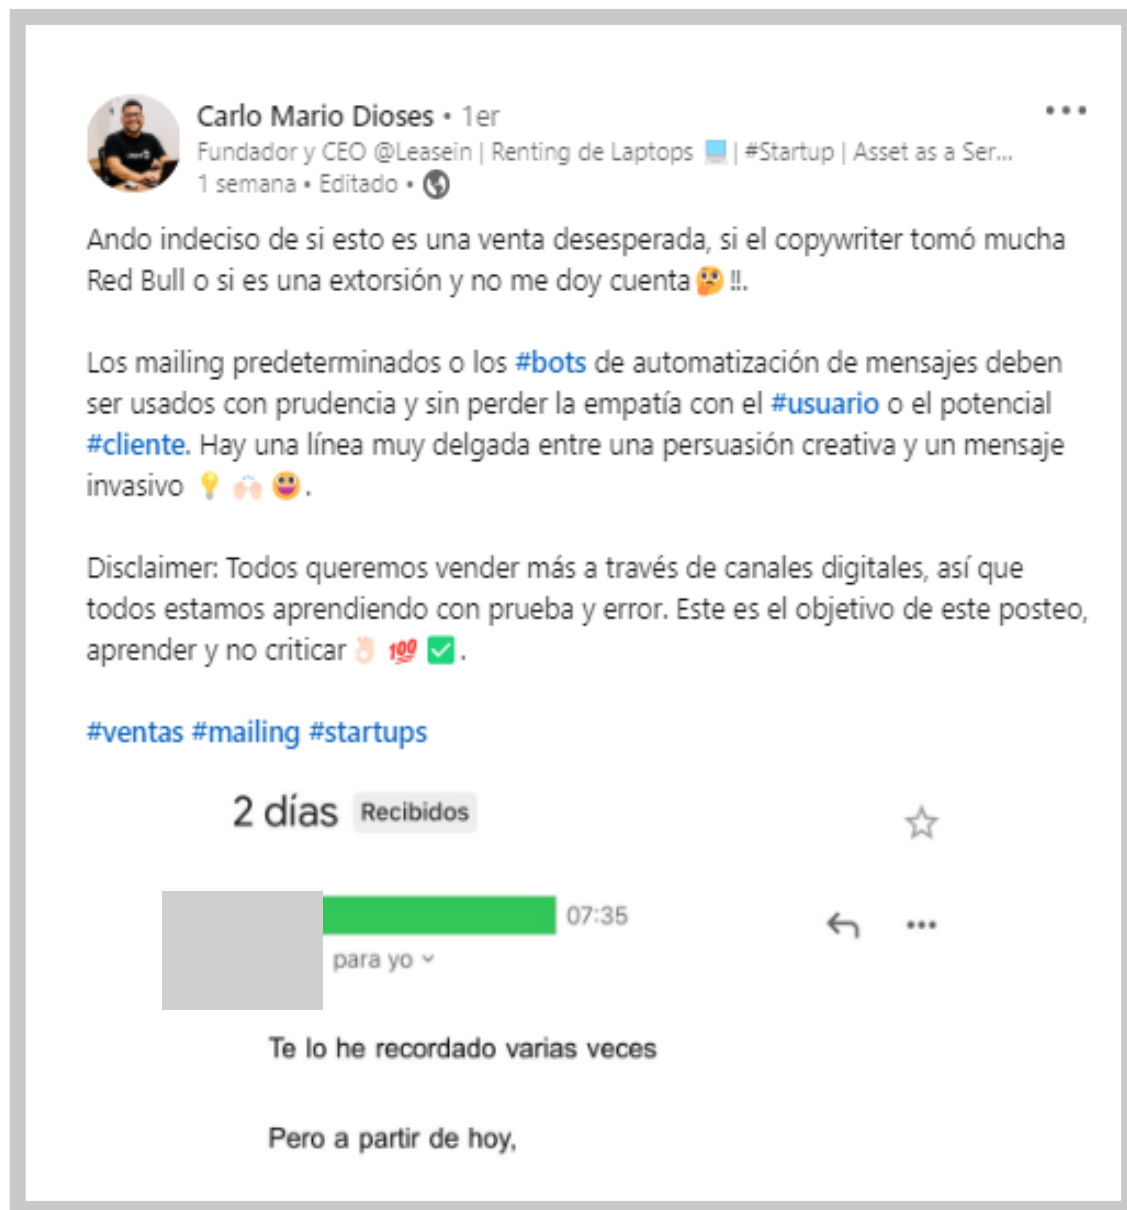 Carlo Mario Dioses • 1er
Fundador y CEO @Leasein | Renting de Laptops 💻 | #Startup | Asset as a Ser...
1 semana • Editado •
Ando indeciso de si esto es una venta desesperada, si el copywriter tomó mucha
Red Bull o si es una extorsión y no me doy cuenta🤔 !!.
Los mailing predeterminados o los #bots de automatización de mensajes deben
ser usados con prudencia y sin perder la empatía con el #usuario o el potencial
#cliente. Hay una línea muy delgada entre una persuasión creativa y un mensaje
invasivo 💡 🙌🏻 😃 .
Disclaimer: Todos queremos vender más a través de canales digitales, así que
todos estamos aprendiendo con prueba y error. Este es el objetivo de este posteo,
aprender y no criticar 👌🏻 💯 ✅ .
#ventas #mailing #startups
2 días Recibidos
07:35
para yo
Te lo he recordado varias veces
Pero a partir de hoy,